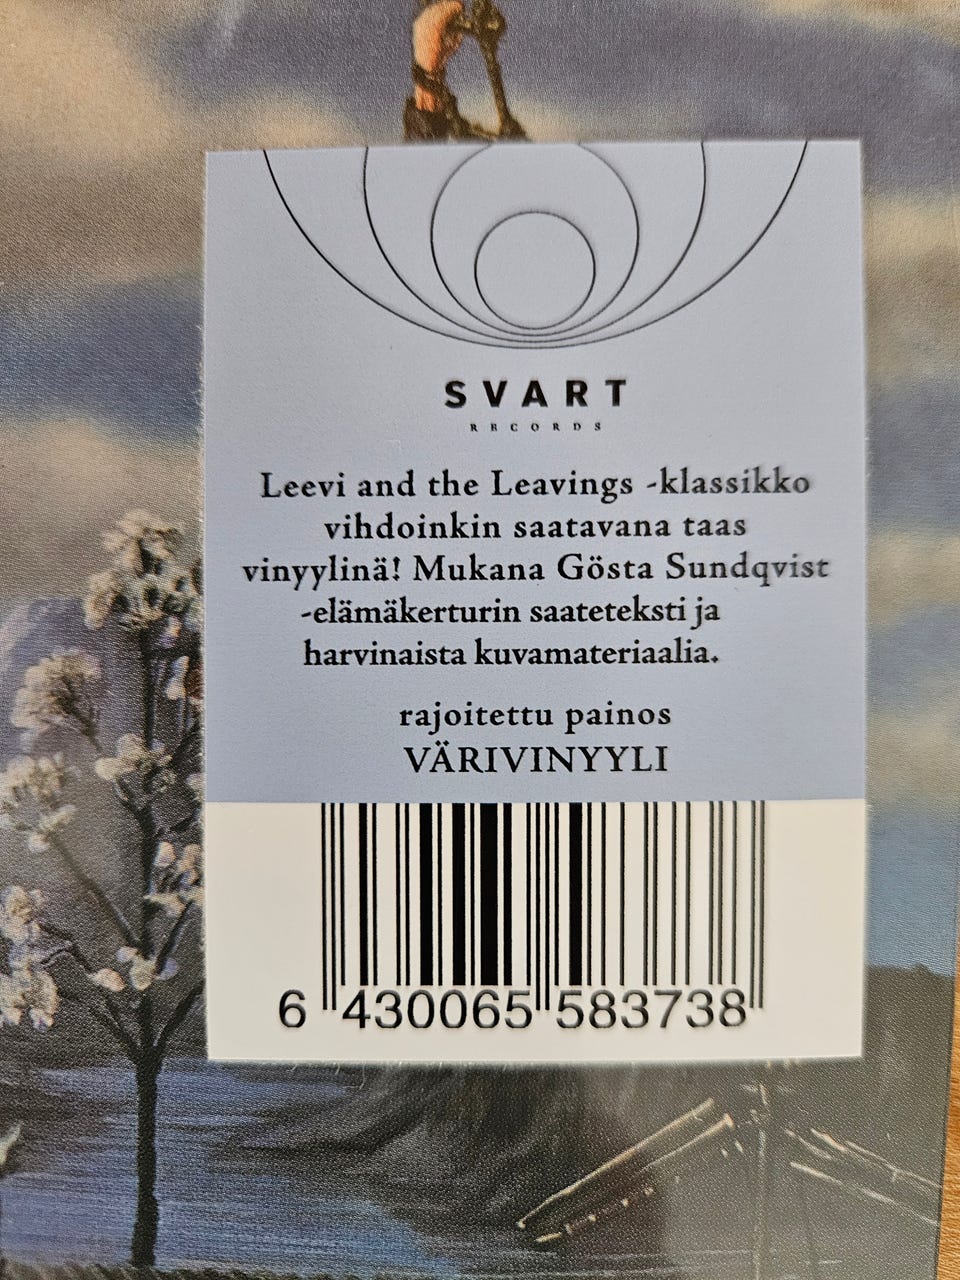 SVART
RECORDS
Leevi and the Leavings -klassikko
vihdoinkin saatavana taas
vinyylinä! Mukana Gösta Sundqvist
-elämäkerturin saateteksti ja
harvinaista kuvamateriaalia.
rajoitettu painos
VÄRIVINYYLI
6 430065 583738